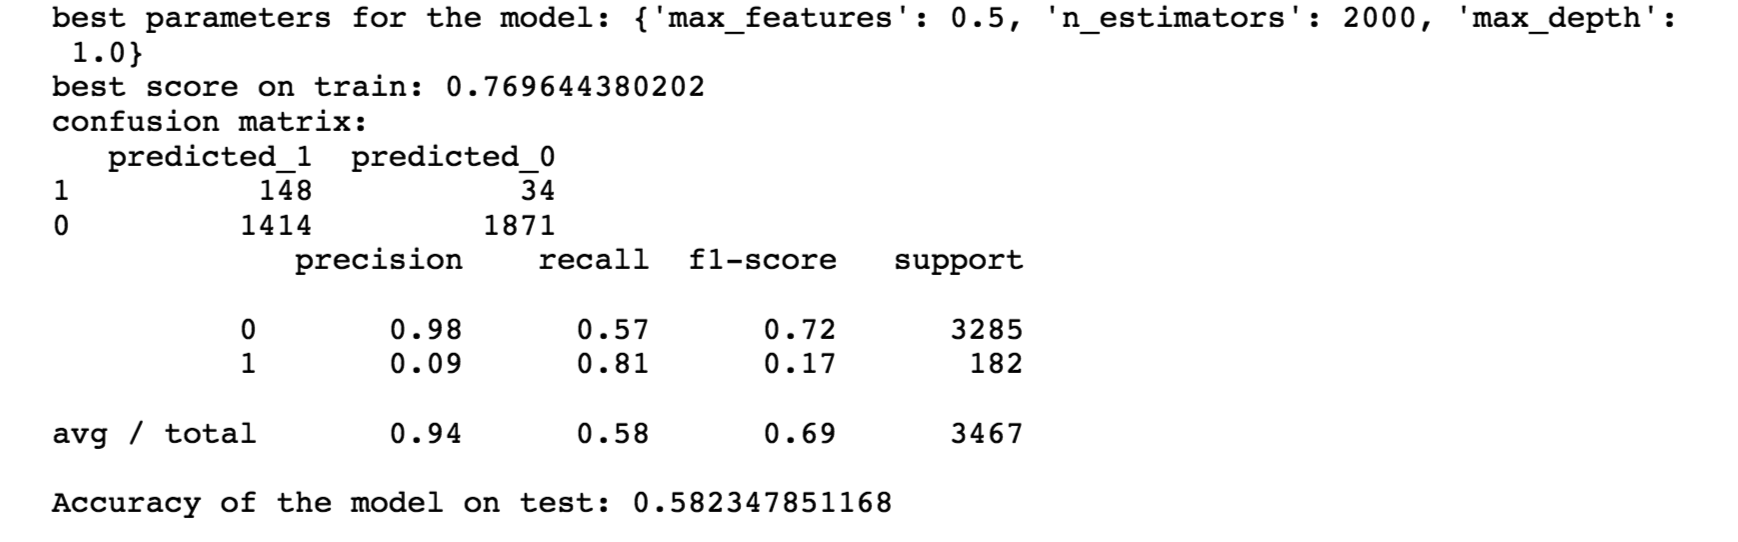 best parameters for the model: {'max_features': 0.5, 'n_estimators': 2000, 'max_depth':
1.0}
best score on train: 0.769644380202
confusion matrix:
predicted_1 predicted_0
1 148 34
0 1414 1871
precision recall f1-score support
0 0.98 0.57 0.72 3285
1 0.09 0.81 0.17 182
avg / total 0.94 0.58 0.69 3467
Accuracy of the model on test: 0.582347851168